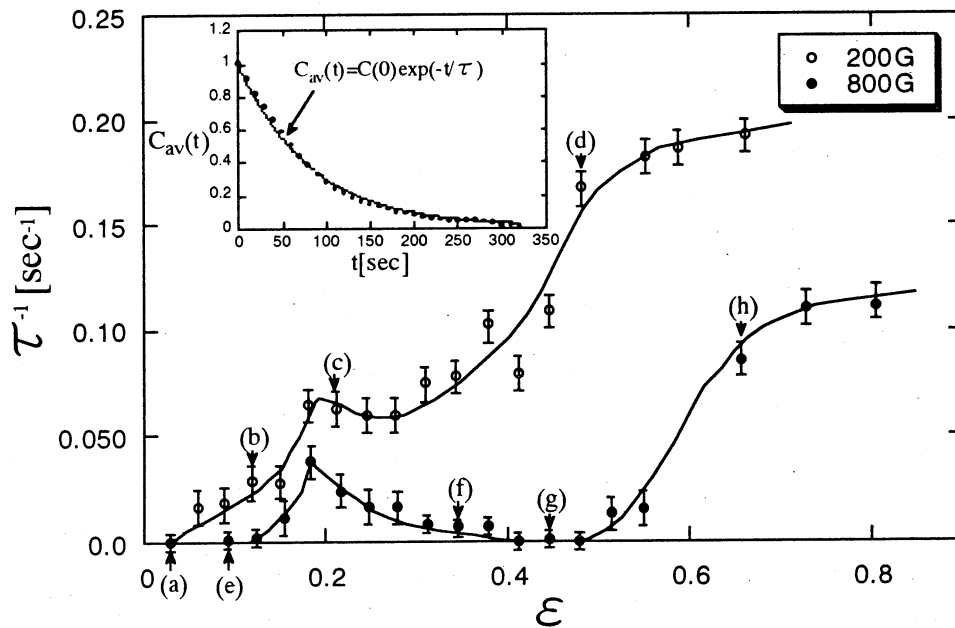 0.25
200G
800G
1.2
1
0.8
0.6
0.4
0.2
0
C_av(t)=C(0)exp(-t/τ)
C_av(t)
0 50 100 150 200 250 300 350
t[sec]
0.20
0.15
0.10
0.050
0.0
τ⁻¹ [sec⁻¹]
(d)
(c)
(b)
(h)
(f)
(g)
(a)
(e)
0 0.2 0.4 0.6 0.8
ε